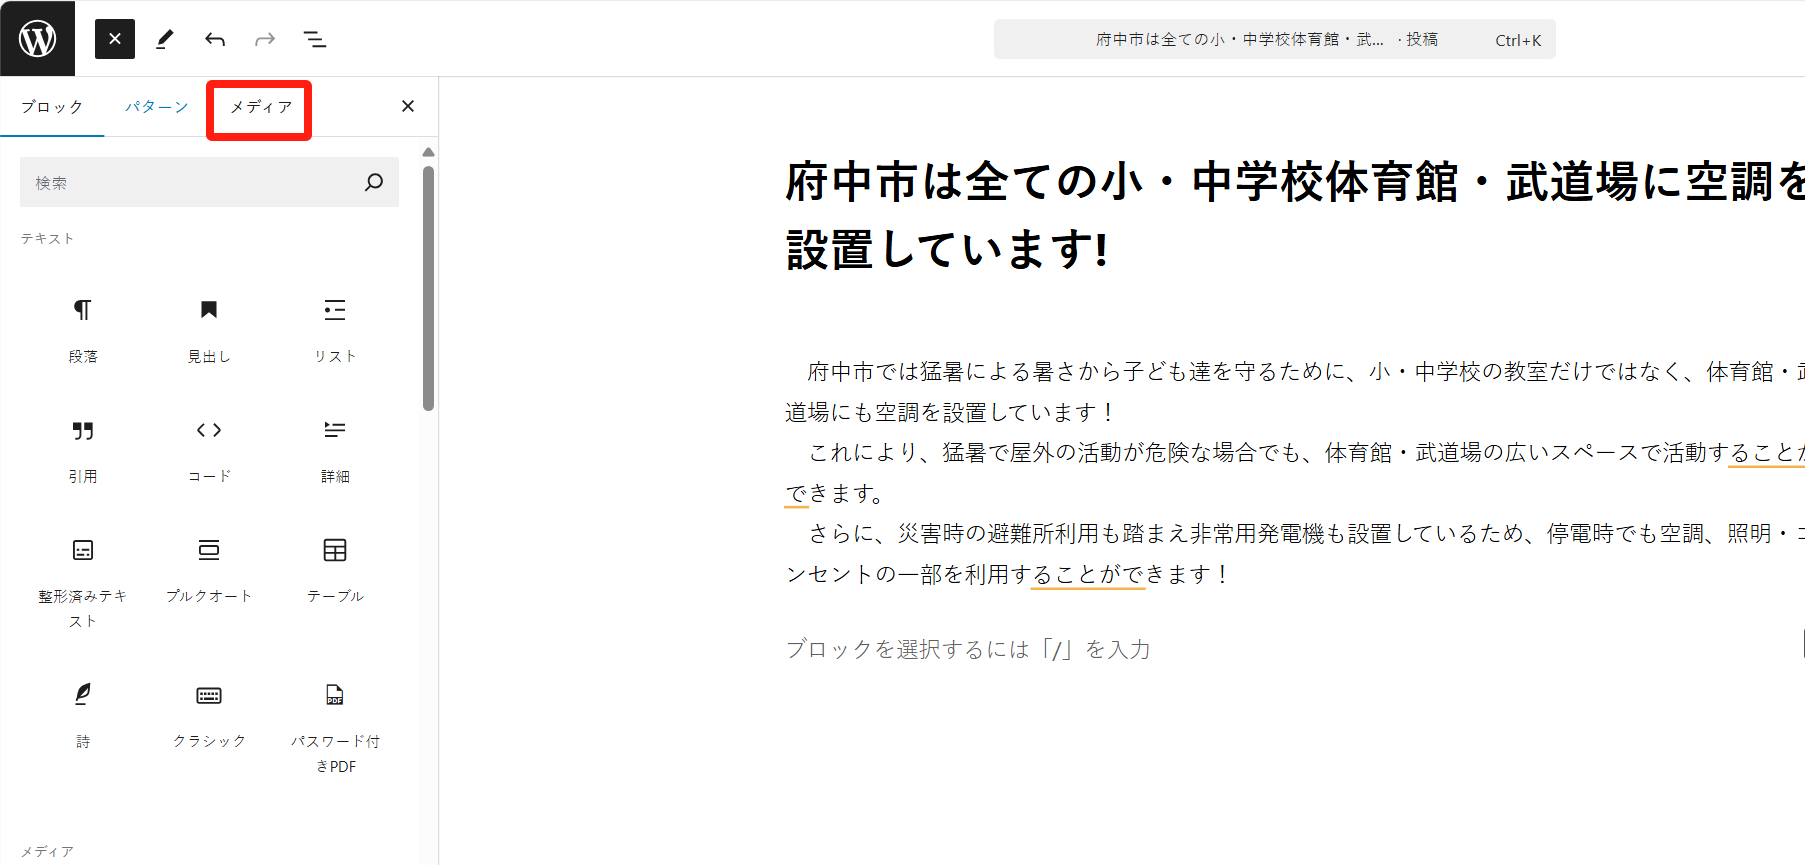 府中市は全ての小・中学校体育館・武... · 投稿 Ctrl+K
ブロック パターン メディア
検索
テキスト
段落 見出し リスト
引用 コード 詳細
整形済みテキスト プルクオート テーブル
詩 クラシック パスワード付きPDF
メディア
府中市は全ての小・中学校体育館・武道場に空調を
設置しています!
府中市では猛暑による暑さから子ども達を守るために、小・中学校の教室だけではなく、体育館・武
道場にも空調を設置しています！
これにより、猛暑で屋外の活動が危険な場合でも、体育館・武道場の広いスペースで活動することが
できます。
さらに、災害時の避難所利用も踏まえ非常用発電機も設置しているため、停電時でも空調、照明・コ
ンセントの一部を利用することができます！
ブロックを選択するには「/」を入力